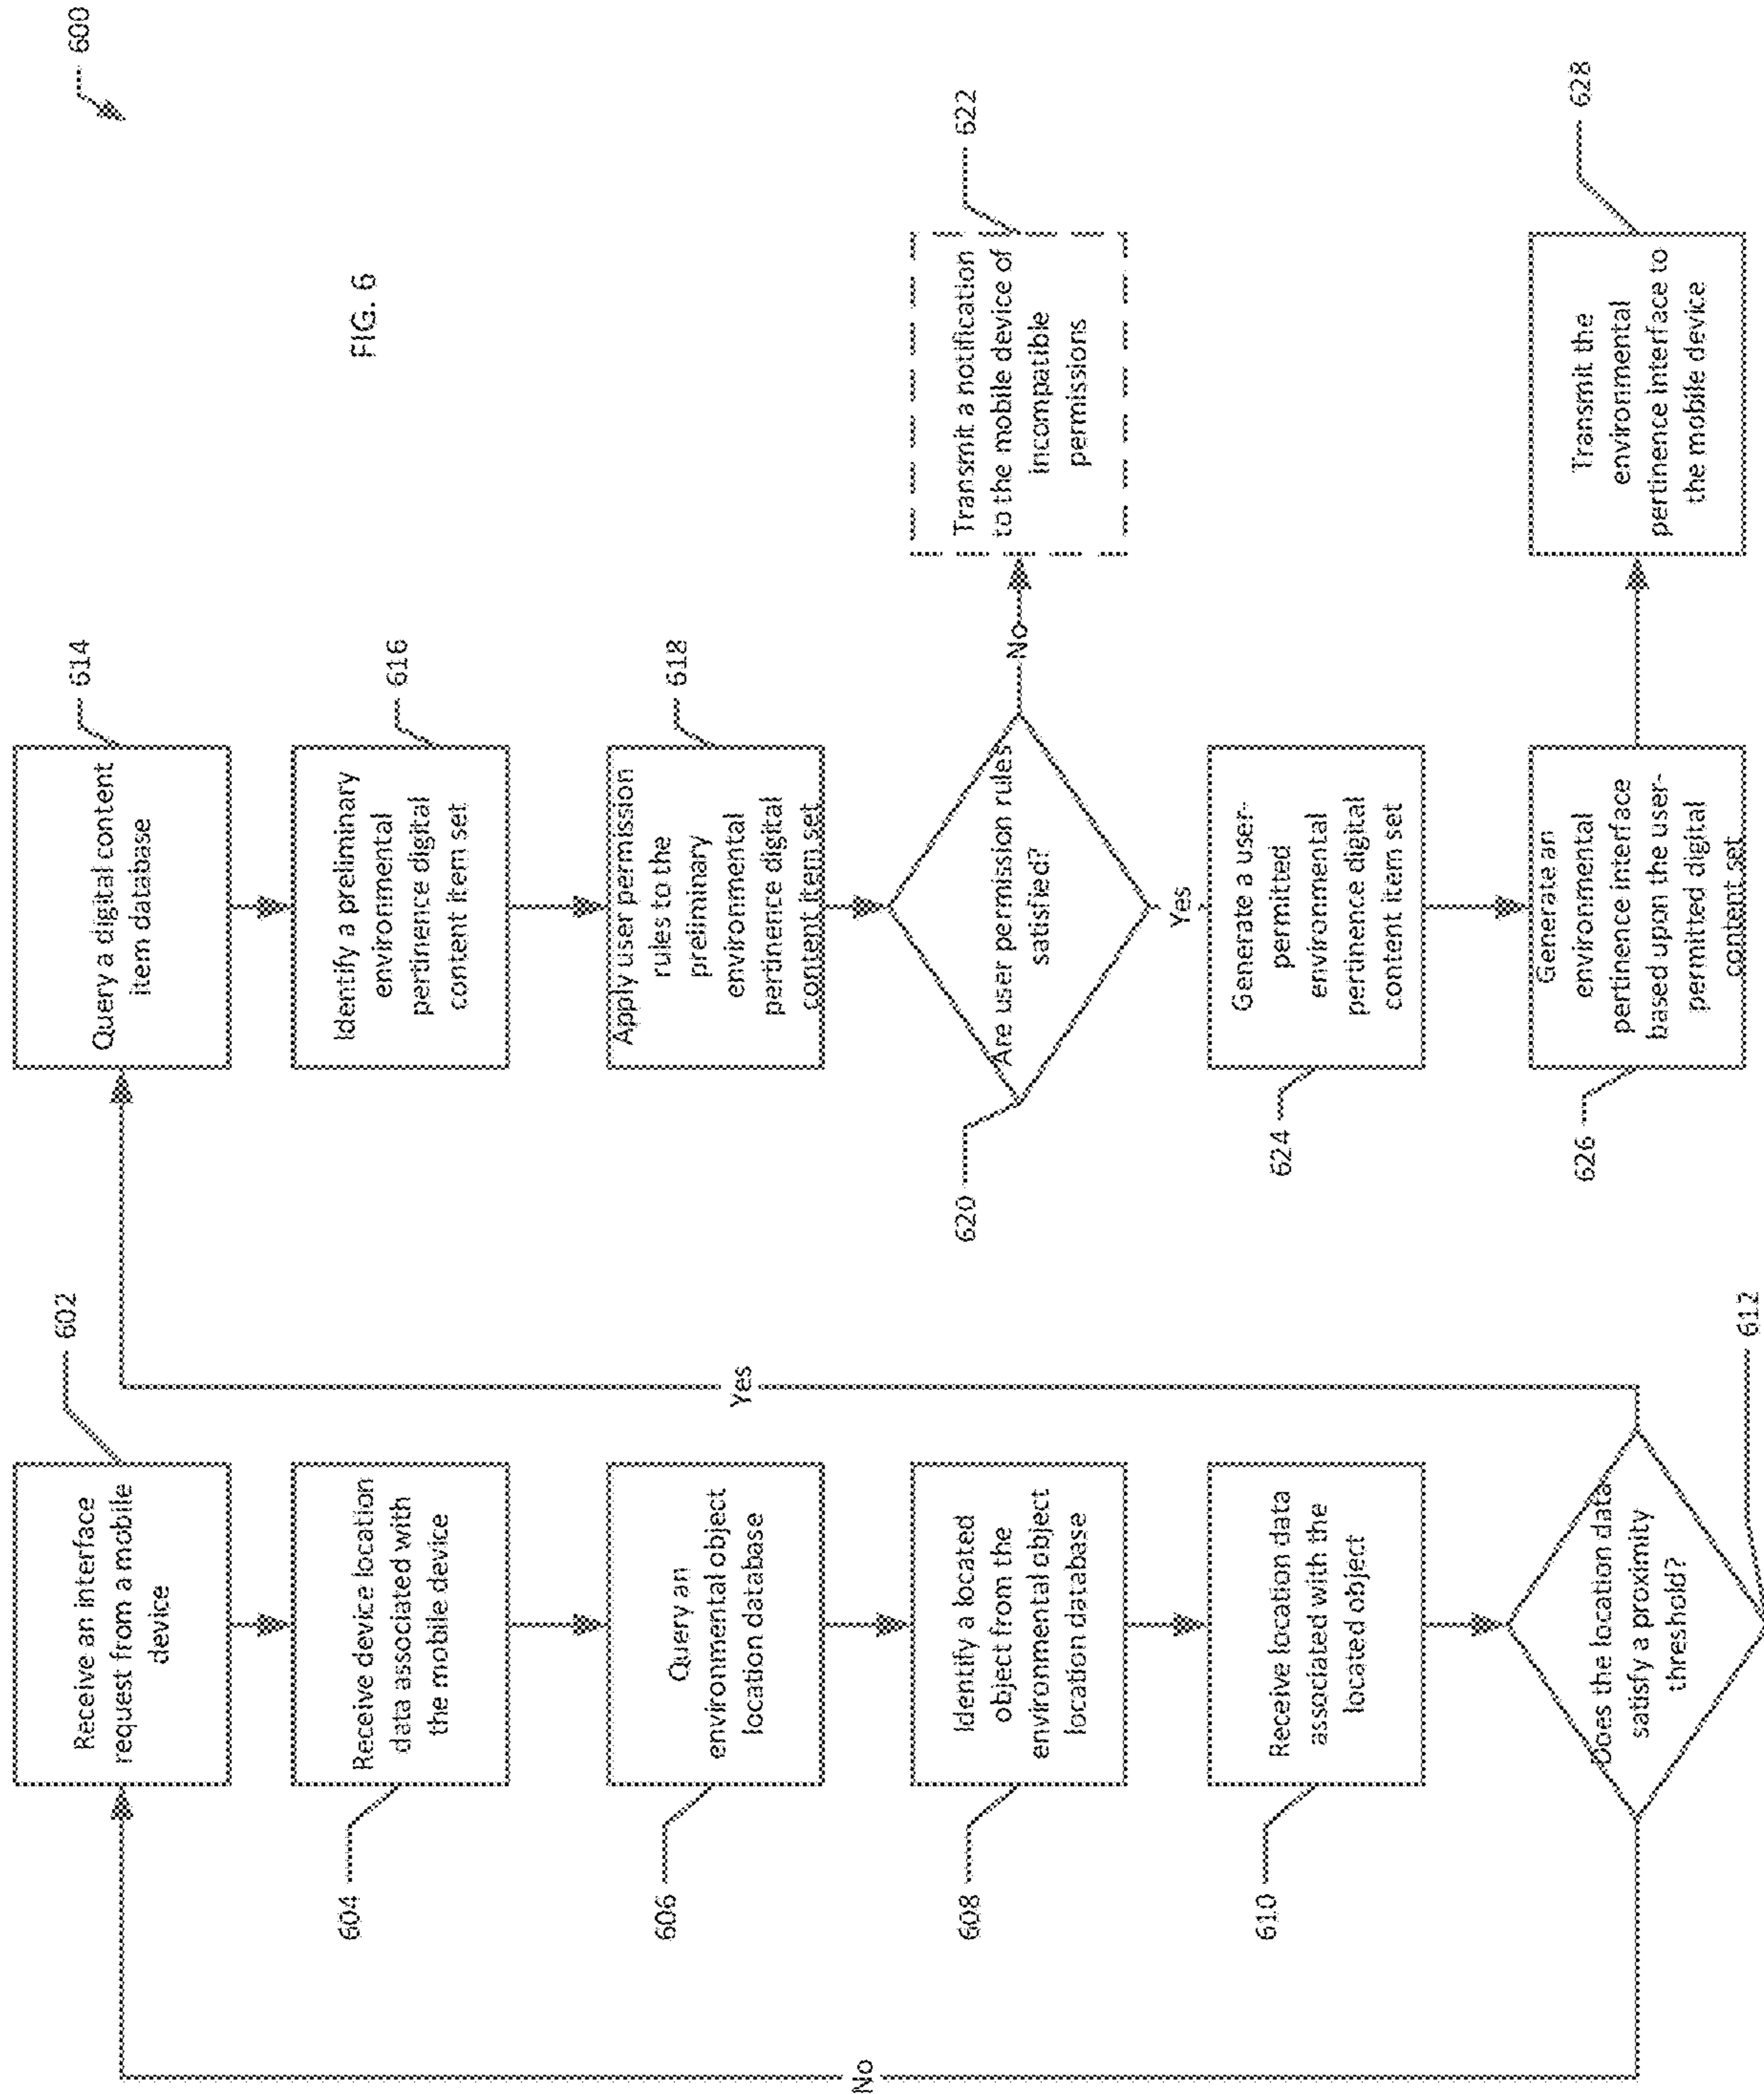 600
FIG. 6
602
Receive an interface
request from a mobile
device
604
Receive device location
data associated with
the mobile device
606
Query an
environmental object
location database
608
Identify a located
object from the
environmental object
location database
610
Receive location data
associated with the
located object
612
Does the location data
satisfy a proximity
threshold?
No
Yes
614
Query a digital content
item database
616
Identify a preliminary
environmental
pertinence digital
content item set
618
Apply user permission
rules to the
preliminary
environmental
pertinence digital
content item set
620
Are user permission rules
satisfied?
No
622
Transmit a notification
to the mobile device of
incompatible
permissions
Yes
624
Generate a user-
permitted
environmental
pertinence digital
content item set
626
Generate an
environmental
pertinence interface
based upon the user-
permitted digital
content set
628
Transmit the
environmental
pertinence interface to
the mobile device